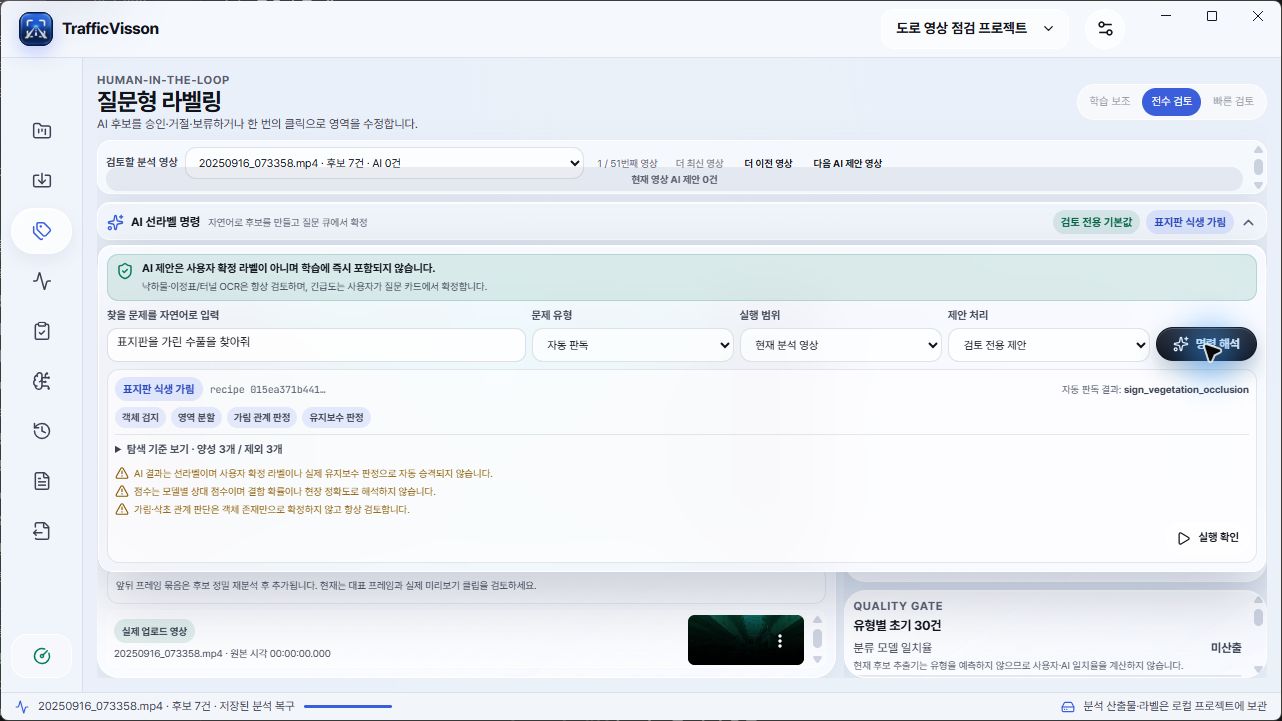 TrafficVisson
도로 영상 점검 프로젝트
HUMAN-IN-THE-LOOP
질문형 라벨링
AI 후보를 승인·거절·보류하거나 한 번의 클릭으로 영역을 수정합니다.
학습 보조 전수 검토 빠른 검토
검토할 분석 영상 20250916_073358.mp4 · 후보 7건 · AI 0건 1 / 51번째 영상 더 최신 영상 더 이전 영상 다음 AI 제안 영상
현재 영상 AI 제안 0건
AI 선라벨 명령 자연어로 후보를 만들고 질문 큐에서 확정 검토 전용 기본값 표지판 식생 가림
AI 제안은 사용자 확정 라벨이 아니며 학습에 즉시 포함되지 않습니다.
낙하물·이정표/터널 OCR은 항상 검토하며, 긴급도는 사용자가 질문 카드에서 확정합니다.
찾을 문제를 자연어로 입력 문제 유형 실행 범위 제안 처리
표지판을 가린 수풀을 찾아줘 자동 판독 현재 분석 영상 검토 전용 제안 명령 해석
표지판 식생 가림 recipe 015ea371b441… 자동 판독 결과: sign_vegetation_occlusion
객체 검지 영역 분할 가림 관계 판정 유지보수 판정
탐색 기준 보기 · 양성 3개 / 제외 3개
AI 결과는 선라벨이며 사용자 확정 라벨이나 실제 유지보수 판정으로 자동 승격되지 않습니다.
점수는 모델별 상대 점수이며 결함 확률이나 현장 정확도로 해석하지 않습니다.
가림·삭초 관계 판단은 객체 존재만으로 확정하지 않고 항상 검토합니다.
실행 확인
앞뒤 프레임 묶음은 후보 정밀 재분석 후 추가됩니다. 현재는 대표 프레임과 실제 미리보기 클립을 검토하세요.
실제 업로드 영상
20250916_073358.mp4 · 원본 시각 00:00:00.000
QUALITY GATE
유형별 초기 30건
분류 모델 일치율 미산출
현재 후보 추출기는 유형을 예측하지 않으므로 사용자·AI 일치율을 계산하지 않습니다.
20250916_073358.mp4 · 후보 7건 · 저장된 분석 복구
분석 산출물·라벨은 로컬 프로젝트에 보관